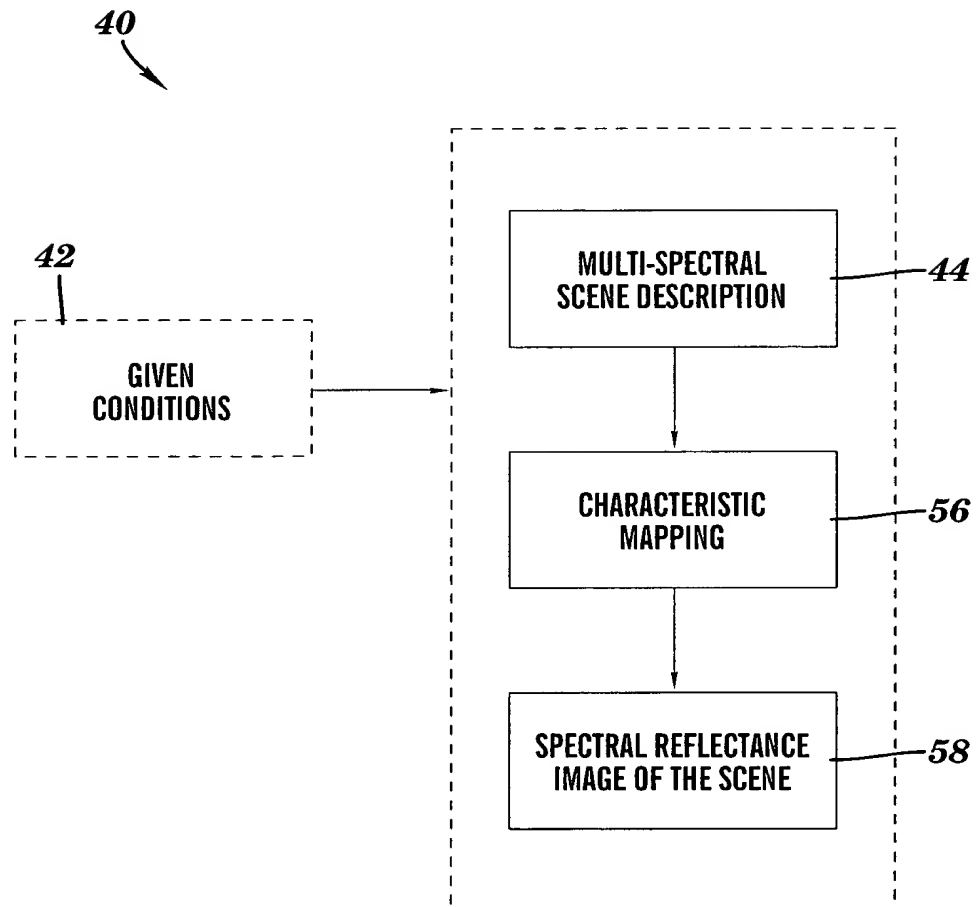 40
42
GIVEN
CONDITIONS
MULTI-SPECTRAL
SCENE DESCRIPTION
44
CHARACTERISTIC
MAPPING
56
SPECTRAL REFLECTANCE
IMAGE OF THE SCENE
58